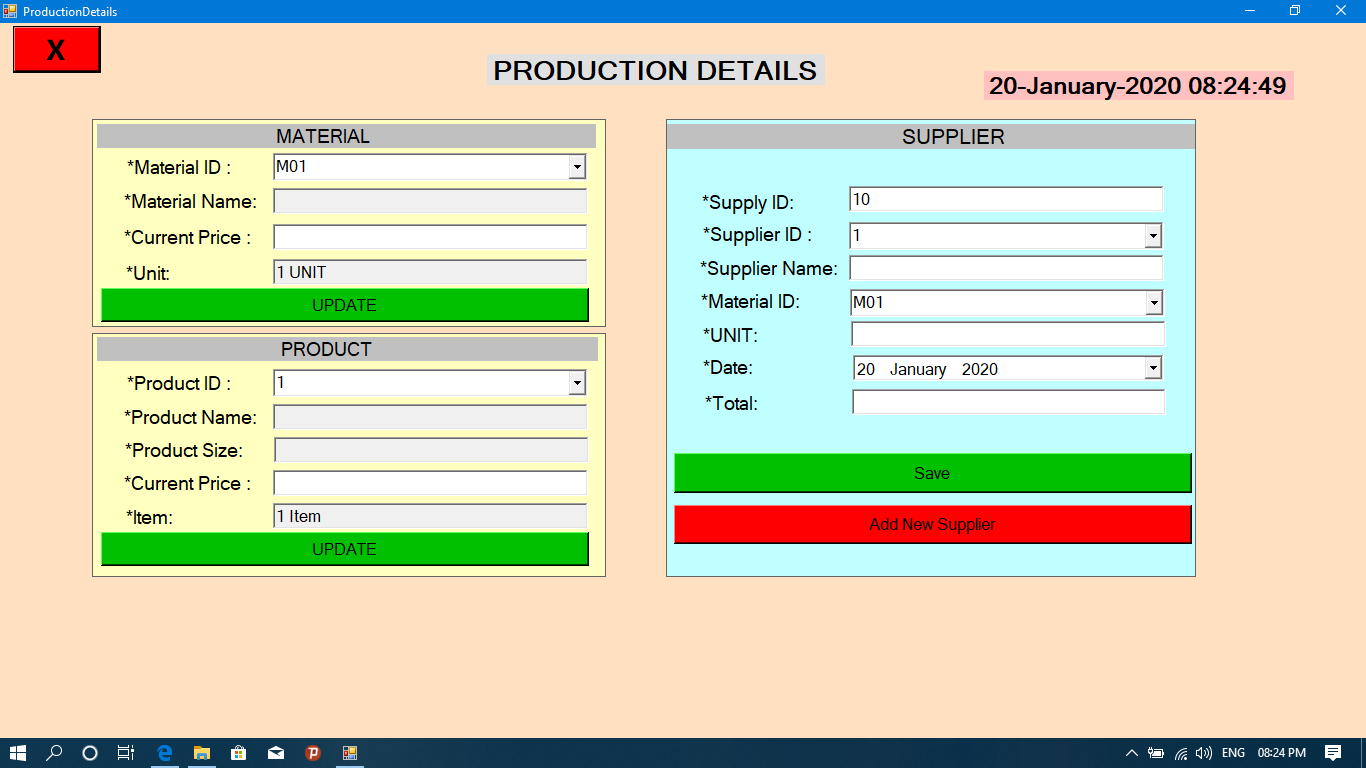 ProductionDetails
X
PRODUCTION DETAILS
20-January-2020 08:24:49
MATERIAL
*Material ID : M01
*Material Name:
*Current Price :
*Unit: 1 UNIT
UPDATE
PRODUCT
*Product ID : 1
*Product Name:
*Product Size:
*Current Price :
*Item: 1 Item
UPDATE
SUPPLIER
*Supply ID: 10
*Supplier ID : 1
*Supplier Name:
*Material ID: M01
*UNIT:
*Date: 20 January 2020
*Total:
Save
Add New Supplier
ENG 08:24 PM